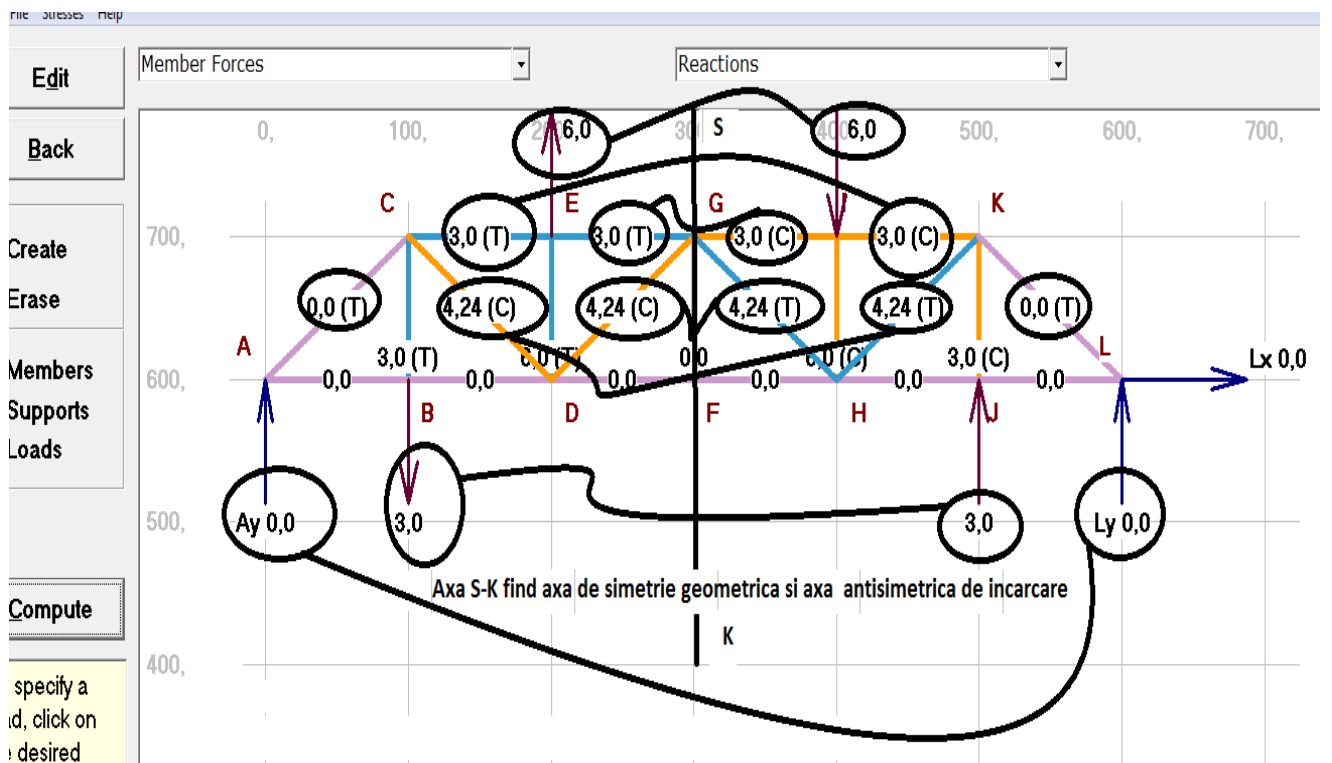 File Stresses Help
Edit
Member Forces
Reactions
Back
0, 100, 200, 300, S 400, 500, 600, 700,
6,0 6,0
Create
Erase
C E G K
700, 3,0 (T) 3,0 (T) 3,0 (C) 3,0 (C)
Members
Supports
Loads
0,0 (T) 4,24 (C) 4,24 (C) 4,24 (T) 4,24 (T) 0,0 (T)
A 3,0 (T) 6,0 (T) 0,0 6,0 (C) 3,0 (C) L Lx 0,0
600, 0,0 0,0 0,0 0,0 0,0 0,0
B D F H J
500, Ay 0,0 3,0 3,0 Ly 0,0
Axa S-K find axa de simetrie geometrica si axa antisimetrica de incarcare
Compute
K
400,
specify a
click on
desired